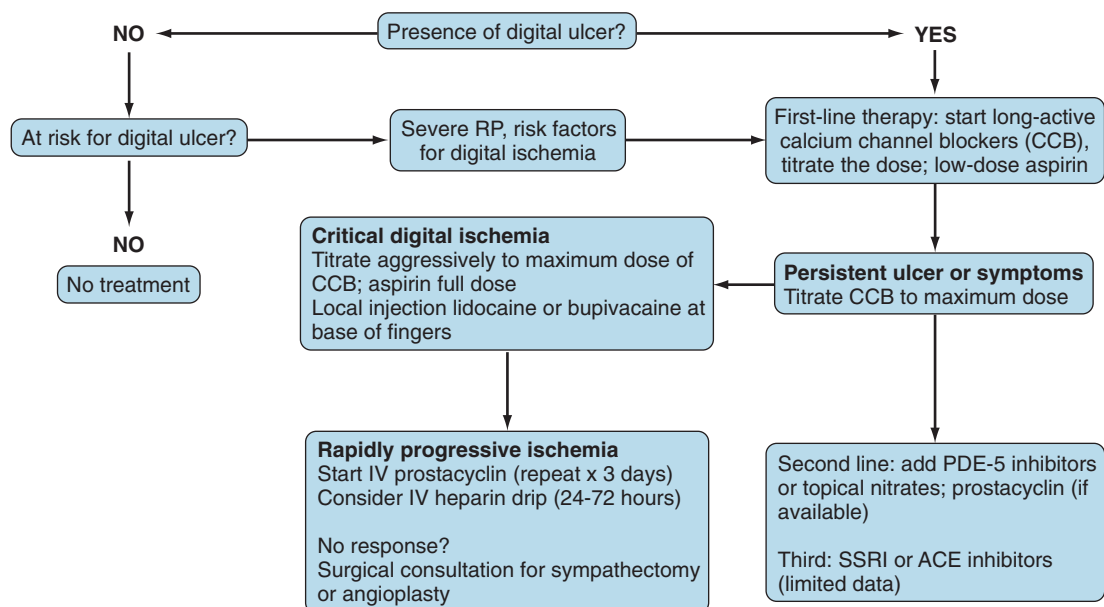 Presence of digital ulcer?
NO
YES
At risk for digital ulcer?
Severe RP, risk factors
for digital ischemia
First-line therapy: start long-active
calcium channel blockers (CCB),
titrate the dose; low-dose aspirin
NO
No treatment
Critical digital ischemia
Titrate aggressively to maximum dose of
CCB; aspirin full dose
Local injection lidocaine or bupivacaine at
base of fingers
Persistent ulcer or symptoms
Titrate CCB to maximum dose
Rapidly progressive ischemia
Start IV prostacyclin (repeat x 3 days)
Consider IV heparin drip (24-72 hours)
No response?
Surgical consultation for sympathectomy
or angioplasty
Second line: add PDE-5 inhibitors
or topical nitrates; prostacyclin (if
available)
Third: SSRI or ACE inhibitors
(limited data)